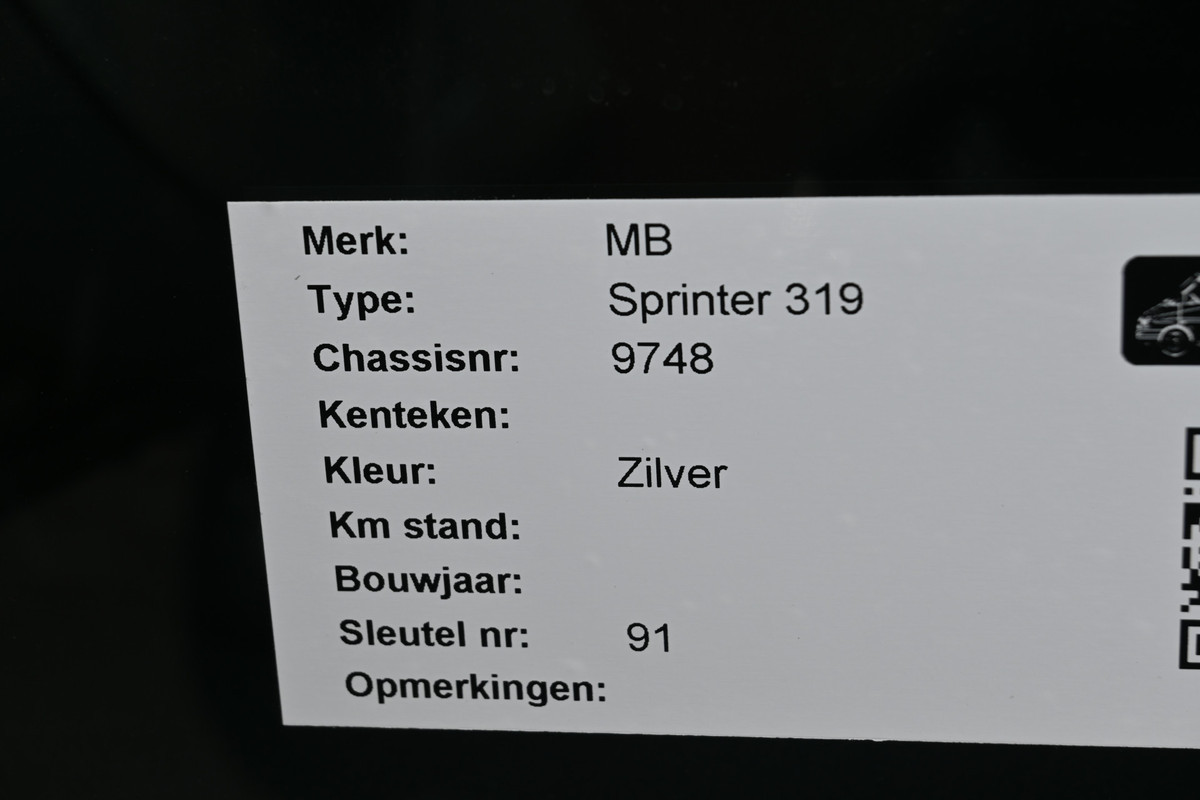 Merk: MB
Type: Sprinter 319
Chassisnr: 9748
Kenteken:
Kleur: Zilver
Km stand:
Bouwjaar:
Sleutel nr: 91
Opmerkingen: